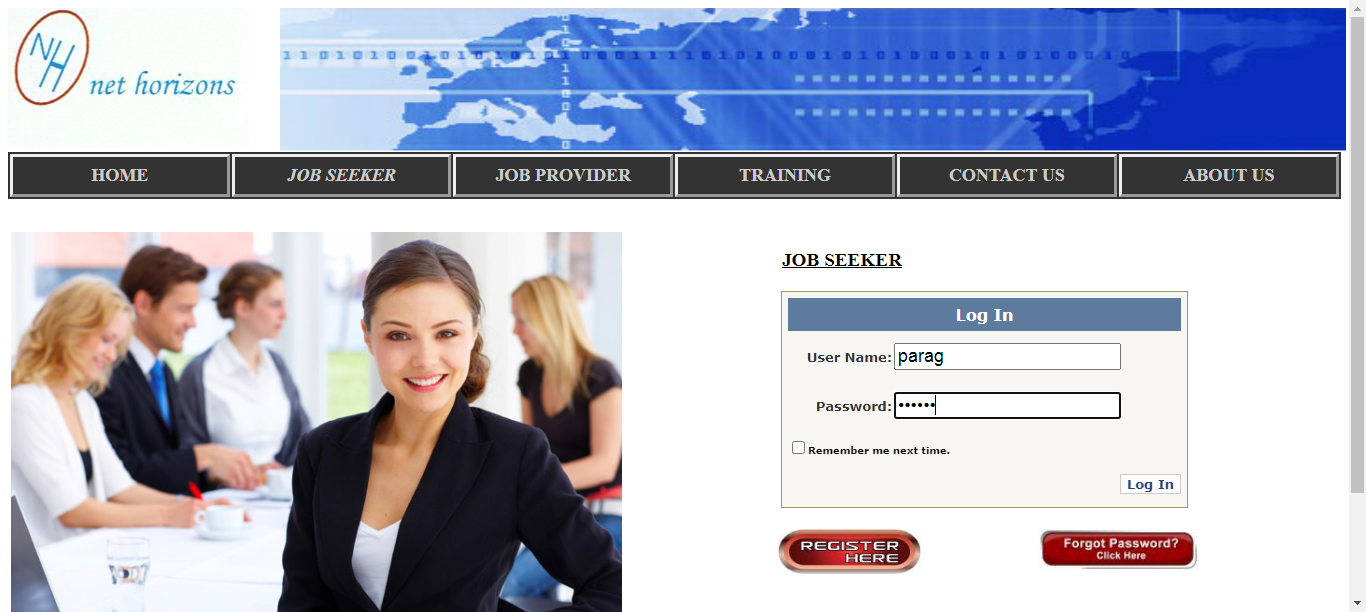 NH
net horizons
HOME
JOB SEEKER
JOB PROVIDER
TRAINING
CONTACT US
ABOUT US
JOB SEEKER
Log In
User Name: parag
Password: ••••••
Remember me next time.
Log In
REGISTER
HERE
Forgot Password?
Click Here